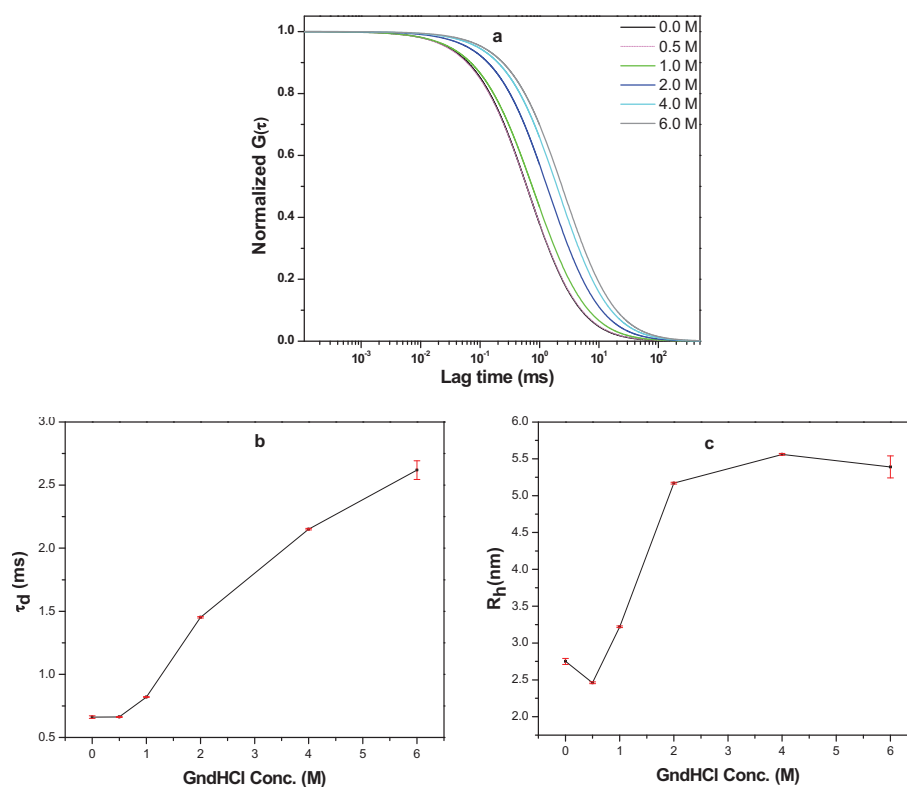 a
0.0 M
0.5 M
1.0 M
2.0 M
4.0 M
6.0 M
1.0
0.8
0.6
0.4
0.2
0.0
Normalized G(τ)
10⁻³ 10⁻² 10⁻¹ 10⁰ 10¹ 10²
Lag time (ms)
b
3.0
2.5
2.0
1.5
1.0
0.5
τd (ms)
0 1 2 3 4 5 6
GndHCl Conc. (M)
c
6.0
5.5
5.0
4.5
4.0
3.5
3.0
2.5
2.0
Rh(nm)
0 1 2 3 4 5 6
GndHCl Conc. (M)